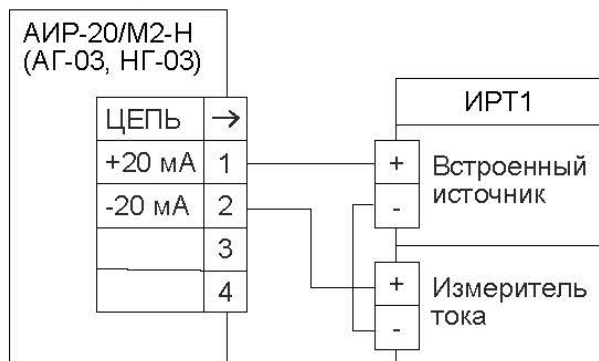 АИР-20/М2-Н
(АГ-03, НГ-03)
ЦЕПЬ →
+20 мА 1
-20 мА 2
3
4
ИРТ1
+ Встроенный
- источник
+ Измеритель
- тока